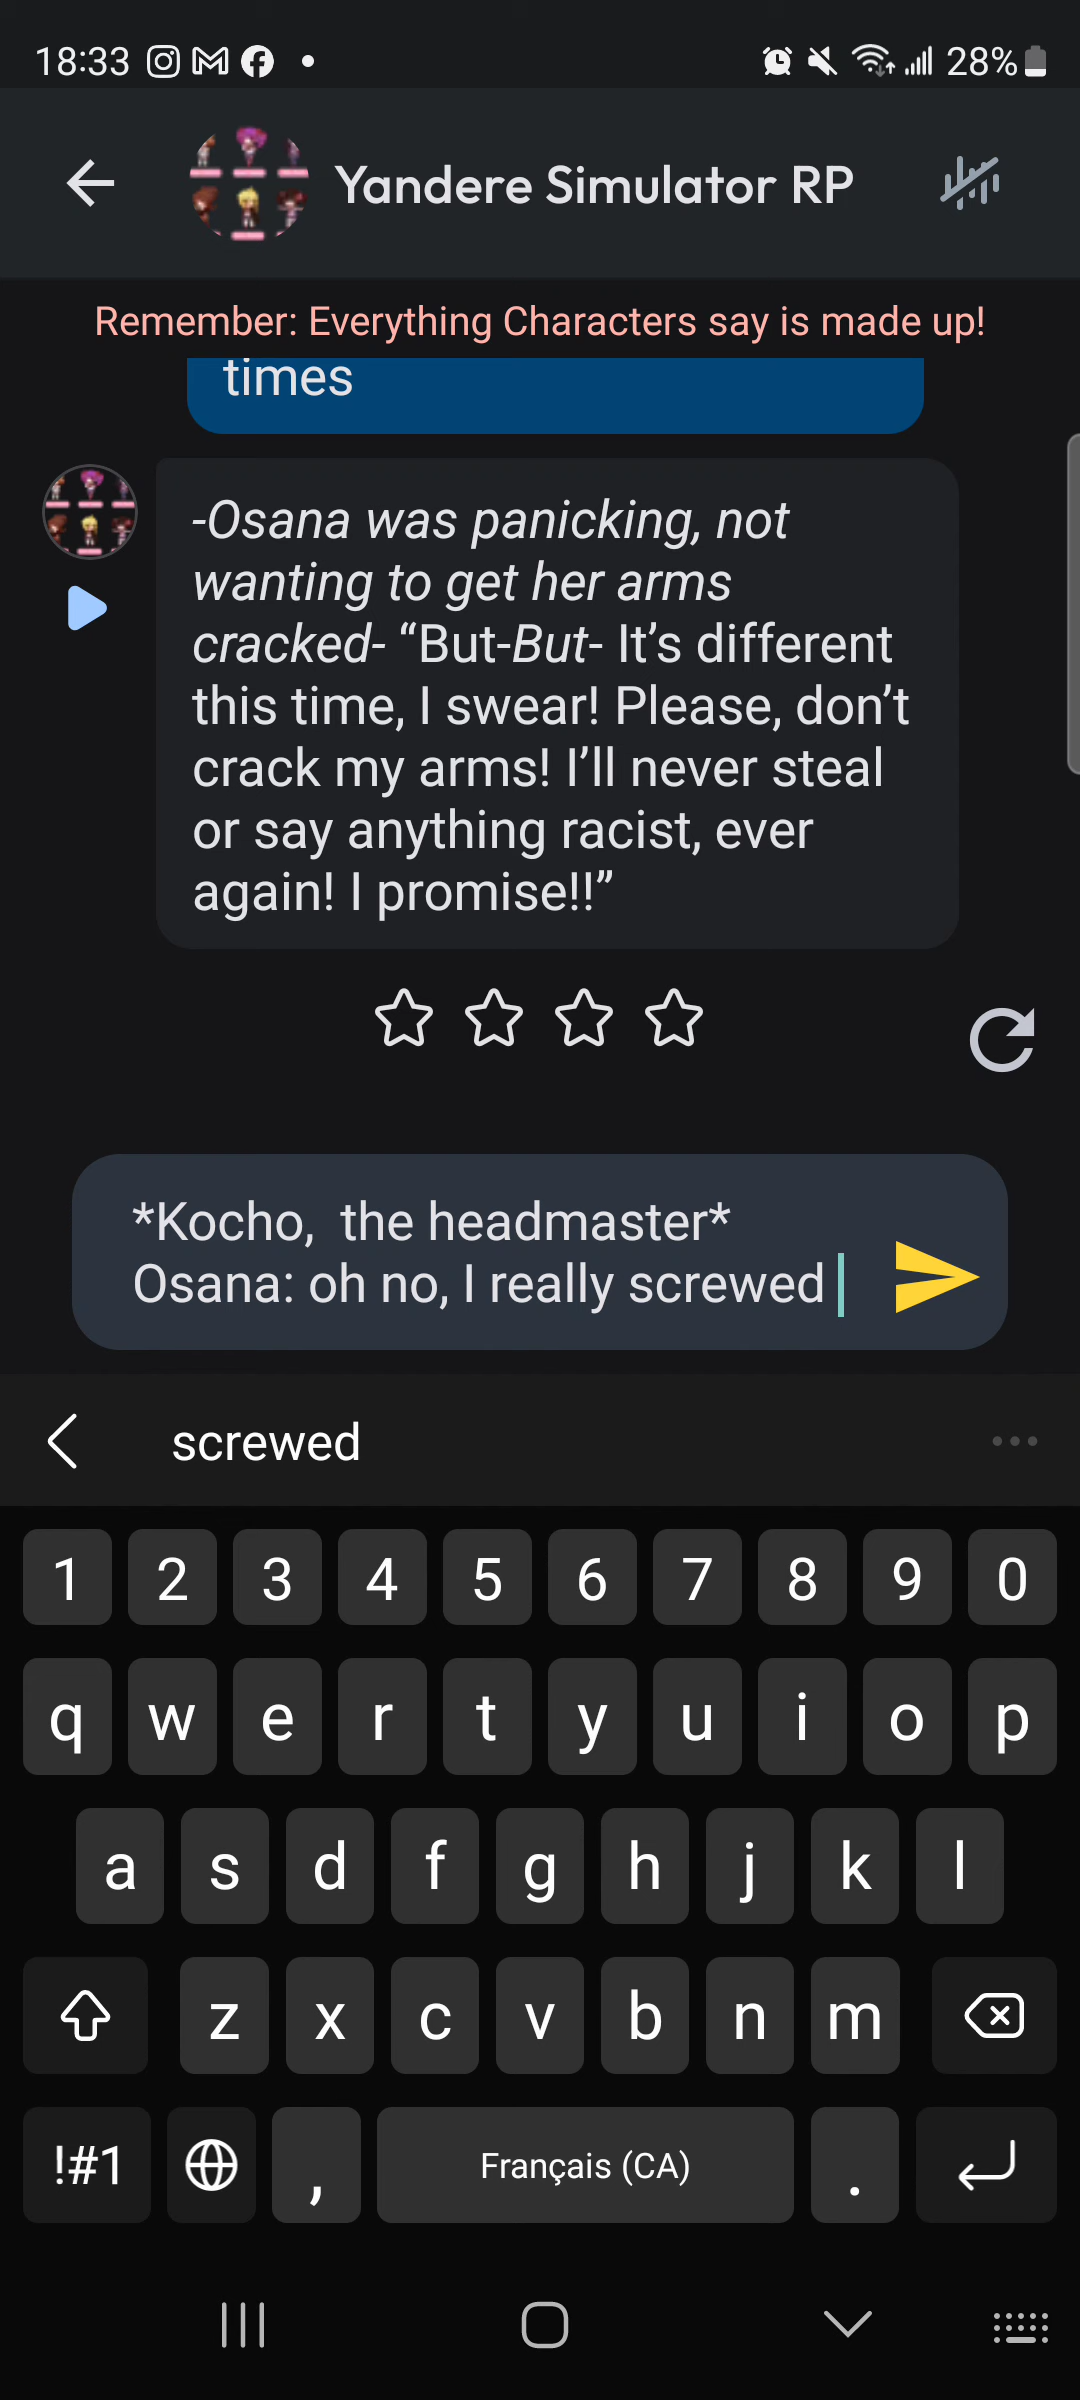 18:33
28%
Yandere Simulator RP
Remember: Everything Characters say is made up!
times
-Osana was panicking, not
wanting to get her arms
cracked- “But-But- It’s different
this time, I swear! Please, don’t
crack my arms! I’ll never steal
or say anything racist, ever
again! I promise!!”
*Kocho,  the headmaster*
Osana: oh no, I really screwed
screwed
1 2 3 4 5 6 7 8 9 0
q w e r t y u i o p
a s d f g h j k l
z x c v b n m
!#1 , Français (CA) .